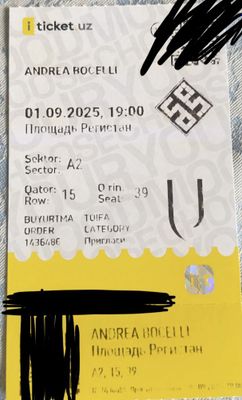 iticket.uz
ANDREA BOCELLI
01.09.2025, 19:00
Площадь Регистан
Sektor:
Sector: A2
Qator: O'rin:
Row: 15 Seat: 39
BUYURTMA TOIFA
ORDER CATEGORY
1436486 Пригласи
ANDREA BOCELLI
Площадь Регистан
A2, 15, 39